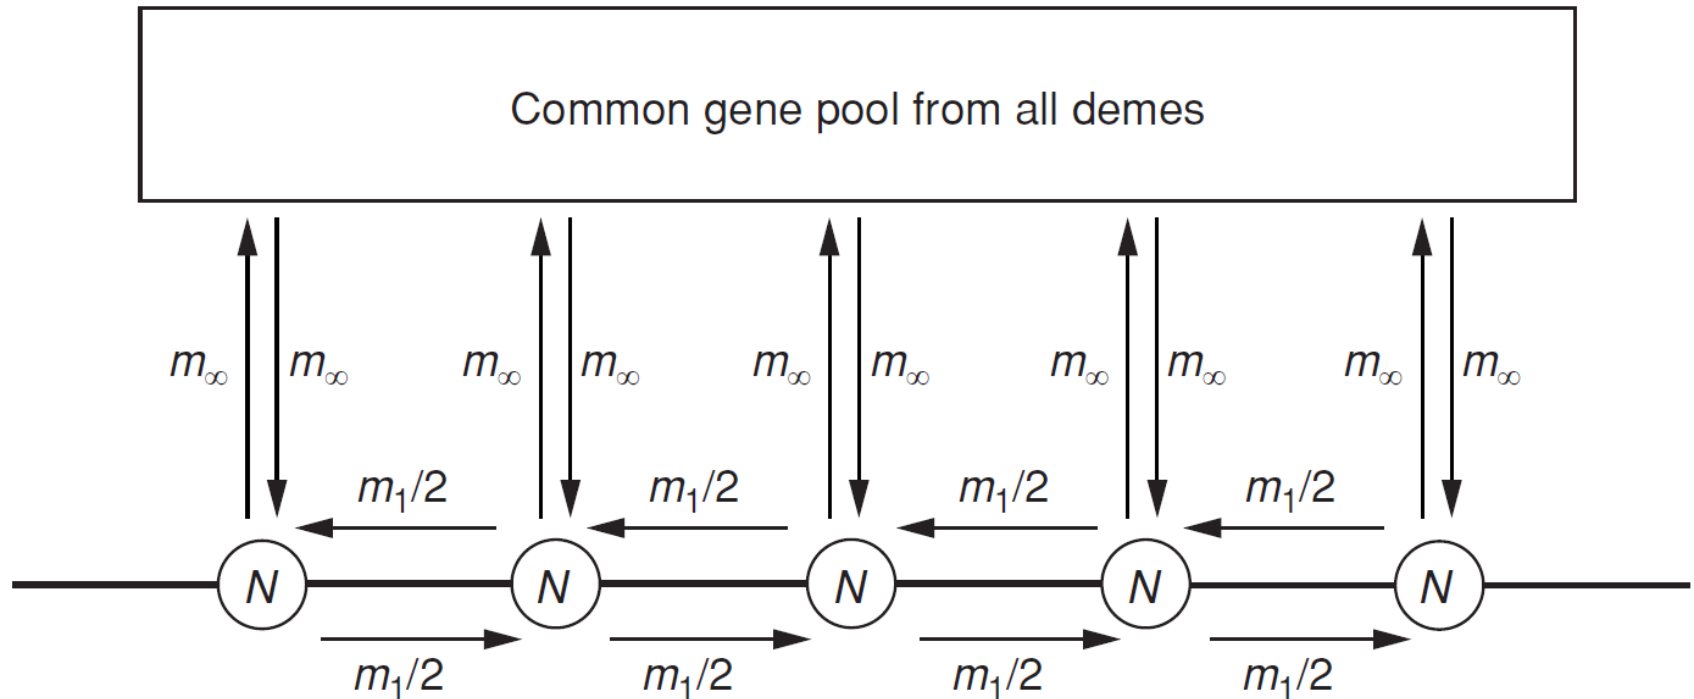 Common gene pool from all demes
m∞ m∞ m∞ m∞ m∞ m∞ m∞ m∞ m∞ m∞
m₁/2 m₁/2 m₁/2 m₁/2
N N N N N
m₁/2 m₁/2 m₁/2 m₁/2